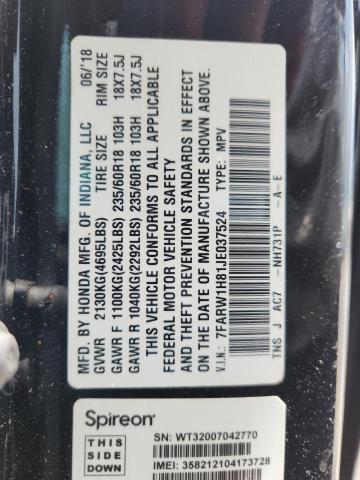 MFD. BY HONDA MFG. OF INDIANA, LLC 06/'18
GVWR 2130KG(4695LBS) TIRE SIZE RIM SIZE
GAWR F 1100KG(2425LBS) 235/60R18 103H 18X7.5J
GAWR R 1040KG(2292LBS) 235/60R18 103H 18X7.5J
THIS VEHICLE CONFORMS TO ALL APPLICABLE
FEDERAL MOTOR VEHICLE SAFETY
AND THEFT PREVENTION STANDARDS IN EFFECT
ON THE DATE OF MANUFACTURE SHOWN ABOVE.
V.I.N.: 7FARW1H81JE037524 TYPE: MPV
TNS J AC7 -NH731P -A-E
Spireon
THIS
SIDE
DOWN
SN: WT32007042770
IMEI: 358212104173728